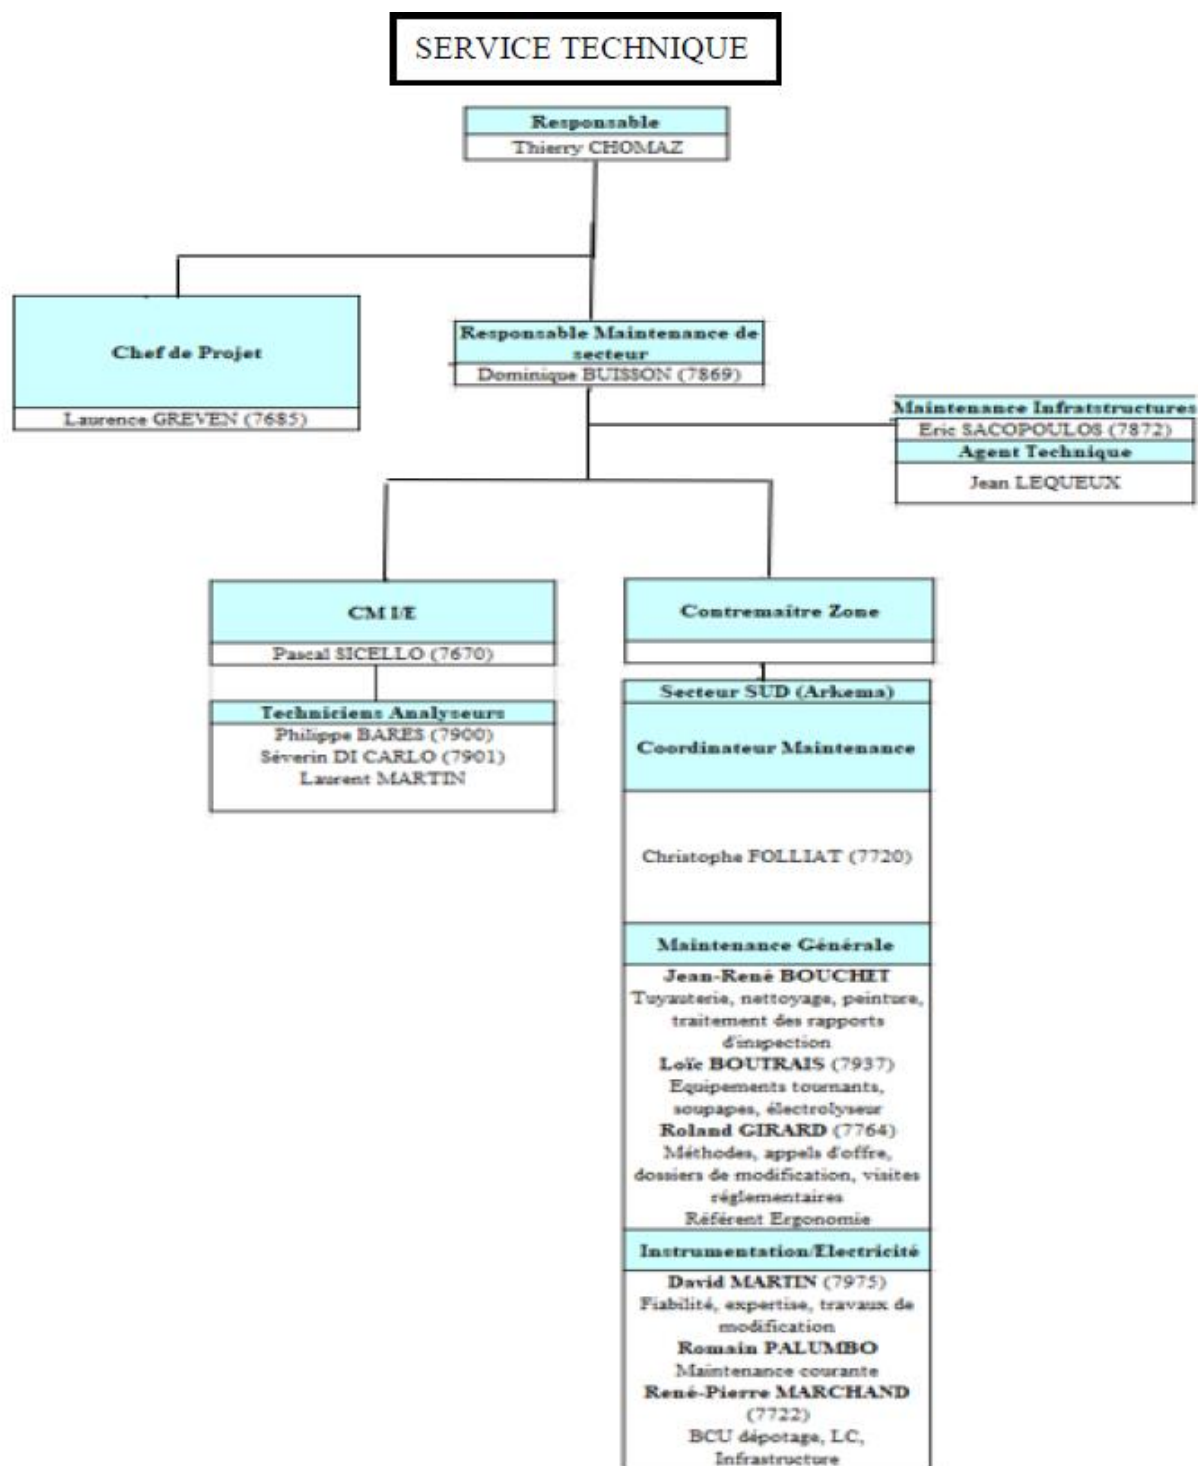 SERVICE TECHNIQUE
Responsable
Thierry CHOMAZ
Chef de Projet
Laurence GREVEN (7685)
Responsable Maintenance de
secteur
Dominique BUISSON (7869)
Maintenance Infratstructures
Eric SACOPOULOS (7872)
Agent Technique
Jean LEQUEUX
CM I/E
Pascal SICELLO (7670)
Techniciens Analyseurs
Philippe BARES (7900)
Séverin DI CARLO (7901)
Laurent MARTIN
Contremaître Zone
Secteur SUD (Arkema)
Coordinateur Maintenance
Christophe FOLLIAT (7720)
Maintenance Générale
Jean-René BOUCHET
Tuyauterie, nettoyage, peinture,
traitement des rapports
d'inspection
Loïc BOUTRAIS (7937)
Equipements tournants,
soupapes, électrolyseur
Roland GIRARD (7764)
Méthodes, appels d'offre,
dossiers de modification, visites
réglementaires
Référent Ergonomie
Instrumentation/Electricité
David MARTIN (7975)
Fiabilité, expertise, travaux de
modification
Romain PALUMBO
Maintenance courante
René-Pierre MARCHAND
(7722)
BCU dépotage, LC,
Infrastructure